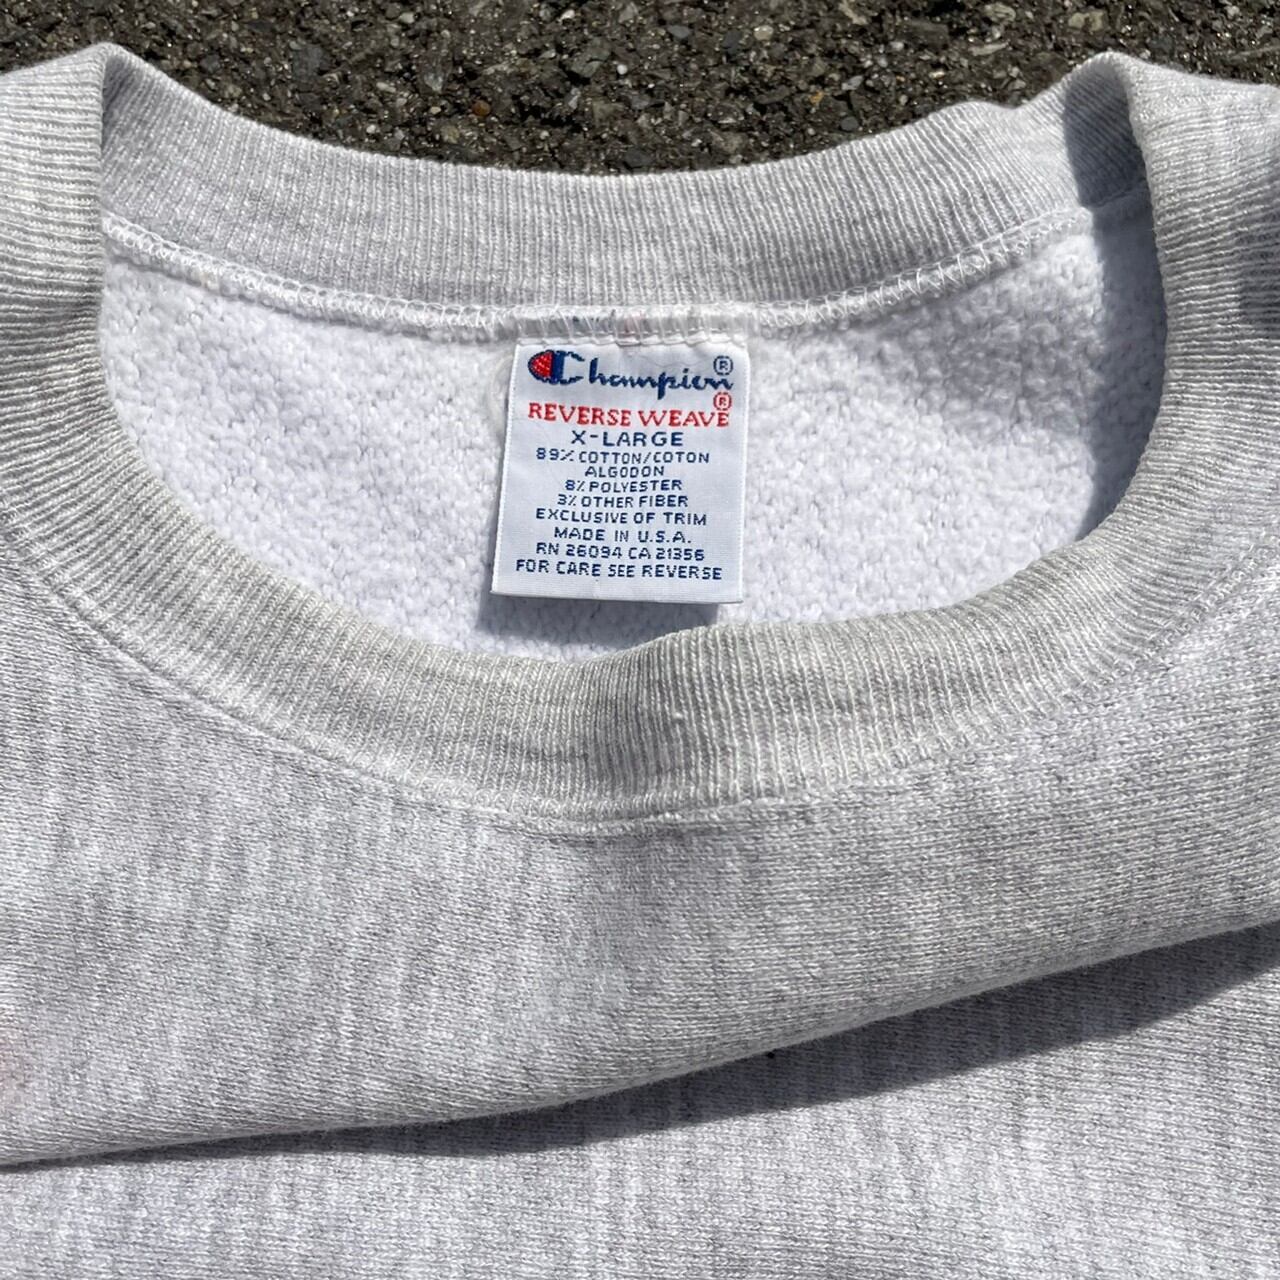 Champion®
REVERSE WEAVE®
X-LARGE
89% COTTON/COTON
ALGODON
8% POLYESTER
3% OTHER FIBER
EXCLUSIVE OF TRIM
MADE IN U.S.A.
RN 26094 CA 21356
FOR CARE SEE REVERSE